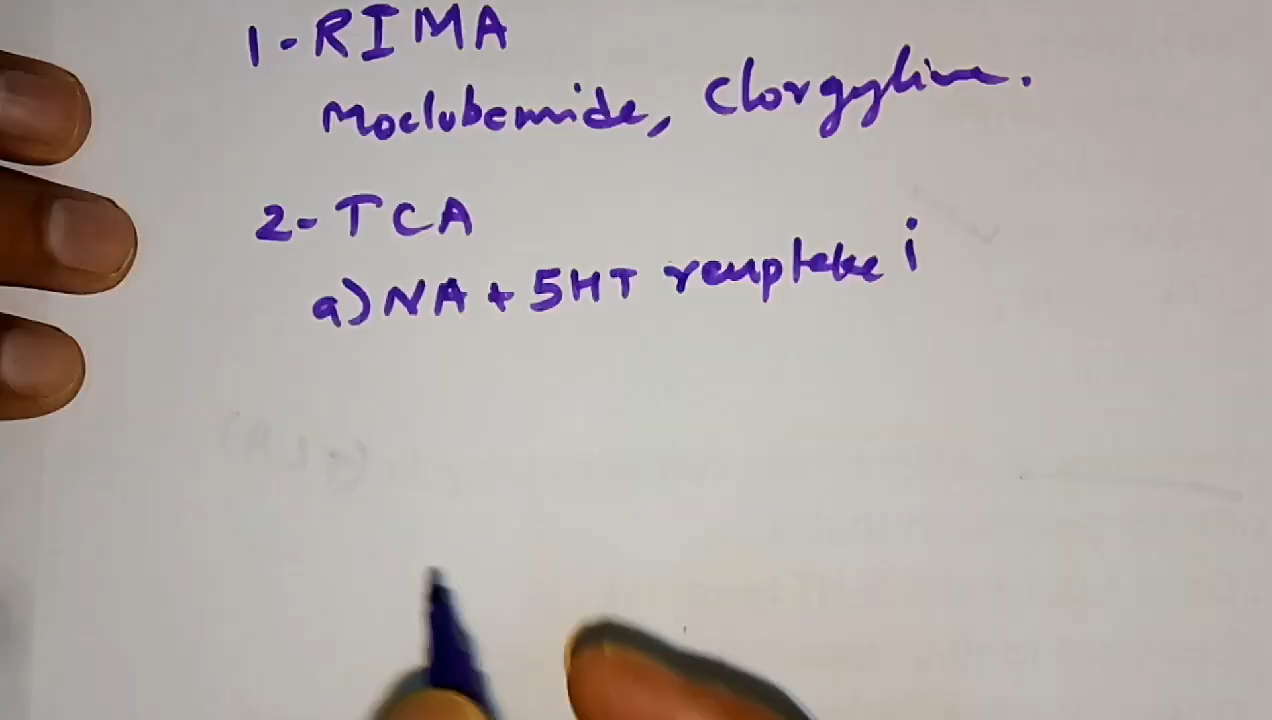 1-RIMA
Moclobemide, Clorgyline.
2-TCA
a) NA + 5HT reuptake i